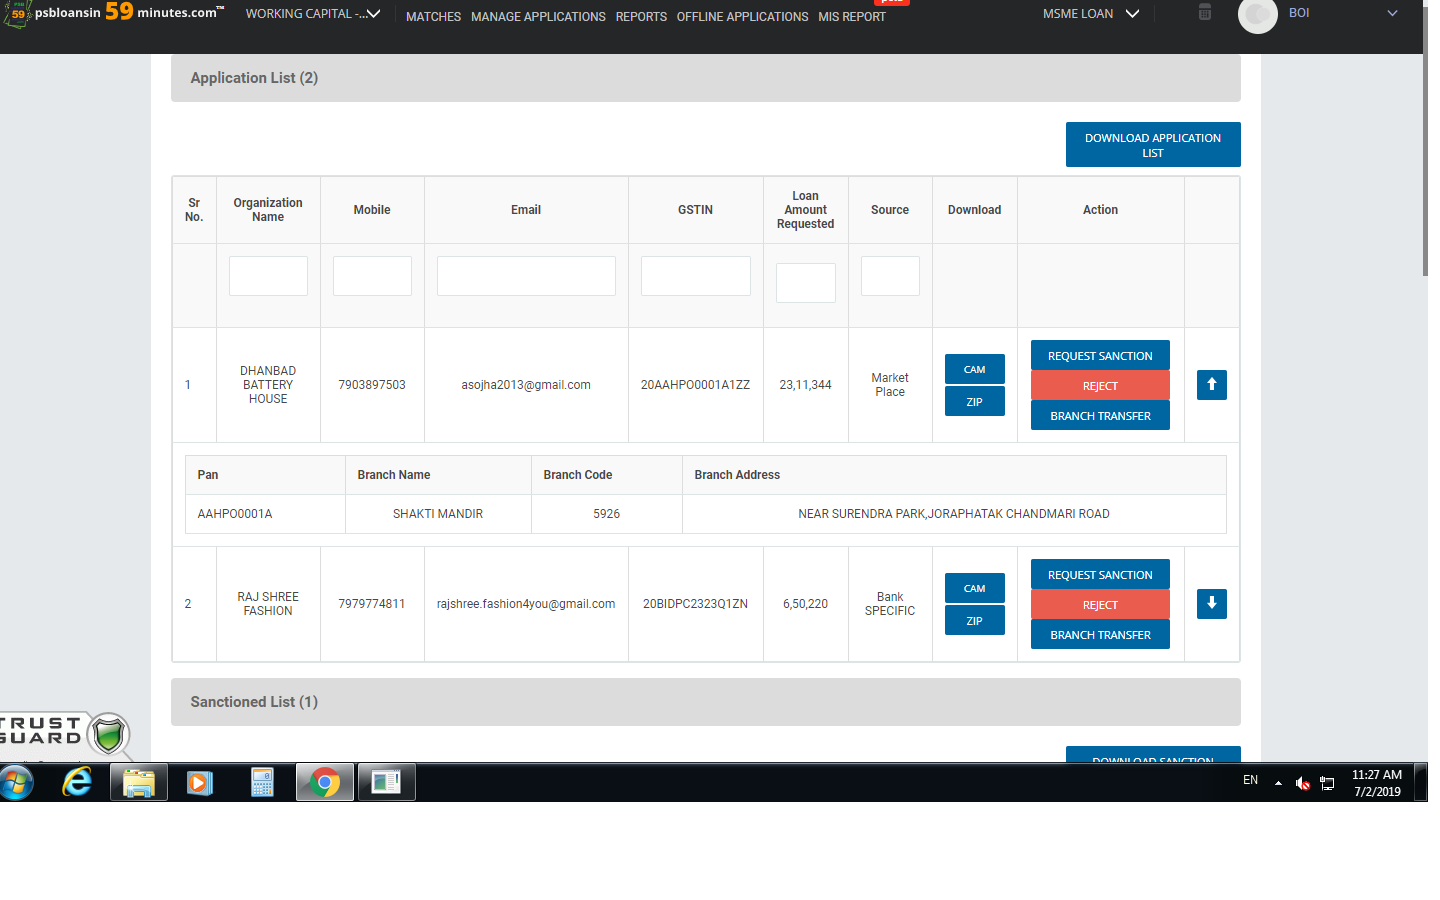 PSB
59
psbloansin 59 minutes.com™
WORKING CAPITAL -...
MATCHES
MANAGE APPLICATIONS
REPORTS
OFFLINE APPLICATIONS
MIS REPORT
MSME LOAN
BOI
Application List (2)
DOWNLOAD APPLICATION
LIST
Sr
No.
Organization
Name
Mobile
Email
GSTIN
Loan
Amount
Requested
Source
Download
Action
1
DHANBAD
BATTERY
HOUSE
7903897503
asojha2013@gmail.com
20AAHPO0001A1ZZ
23,11,344
Market
Place
CAM
ZIP
REQUEST SANCTION
REJECT
BRANCH TRANSFER
Pan
Branch Name
Branch Code
Branch Address
AAHPO0001A
SHAKTI MANDIR
5926
NEAR SURENDRA PARK,JORAPHATAK CHANDMARI ROAD
2
RAJ SHREE
FASHION
7979774811
rajshree.fashion4you@gmail.com
20BIDPC2323Q1ZN
6,50,220
Bank
SPECIFIC
CAM
ZIP
REQUEST SANCTION
REJECT
BRANCH TRANSFER
Sanctioned List (1)
TRUST
GUARD
DOWNLOAD SANCTION
EN
11:27 AM
7/2/2019